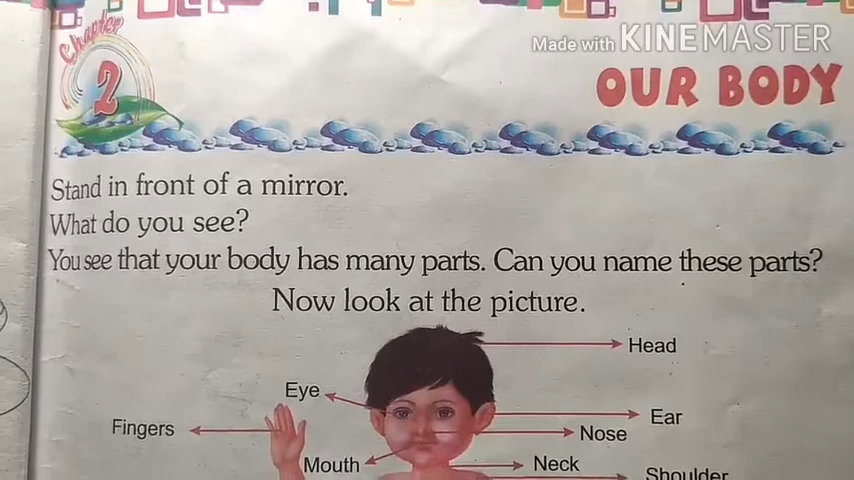 Made with KINEMASTER
Chapter
2
OUR BODY
Stand in front of a mirror.
What do you see?
You see that your body has many parts. Can you name these parts?
Now look at the picture.
Head
Eye
Ear
Fingers
Nose
Mouth
Neck
Shoulder